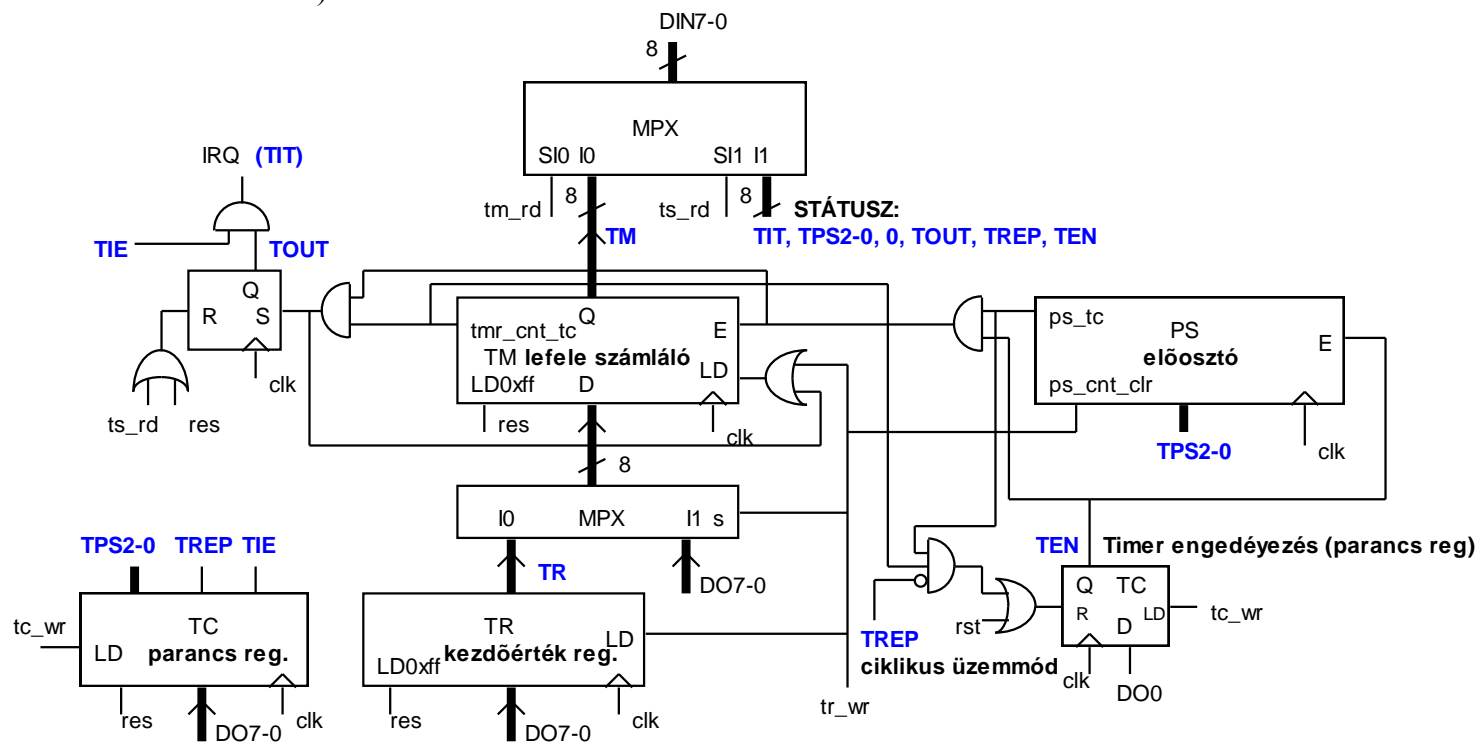 )
DIN7-0
8
MPX
SI0 I0
SI1 I1
IRQ (TIT)
tm_rd
8
ts_rd
8
STÁTUSZ:
TIT, TPS2-0, 0, TOUT, TREP, TEN
TIE
TOUT
TM
Q
R S
clk
ts_rd res
tmr_cnt_tc
Q
E
TM lefele számláló
LD
LD0xff D
res
clk
ps_tc
PS
E
elõosztó
ps_cnt_clr
TPS2-0
clk
8
I0 MPX I1 s
TR
DO7-0
TPS2-0 TREP TIE
tc_wr
TC
LD
parancs reg.
res
DO7-0
clk
TR
LD
kezdõérték reg.
LD0xff
res
DO7-0
clk
tr_wr
TREP
ciklikus üzemmód
rst
TEN Timer engedéyezés (parancs reg)
Q TC
R LD
D
tc_wr
clk
DO0